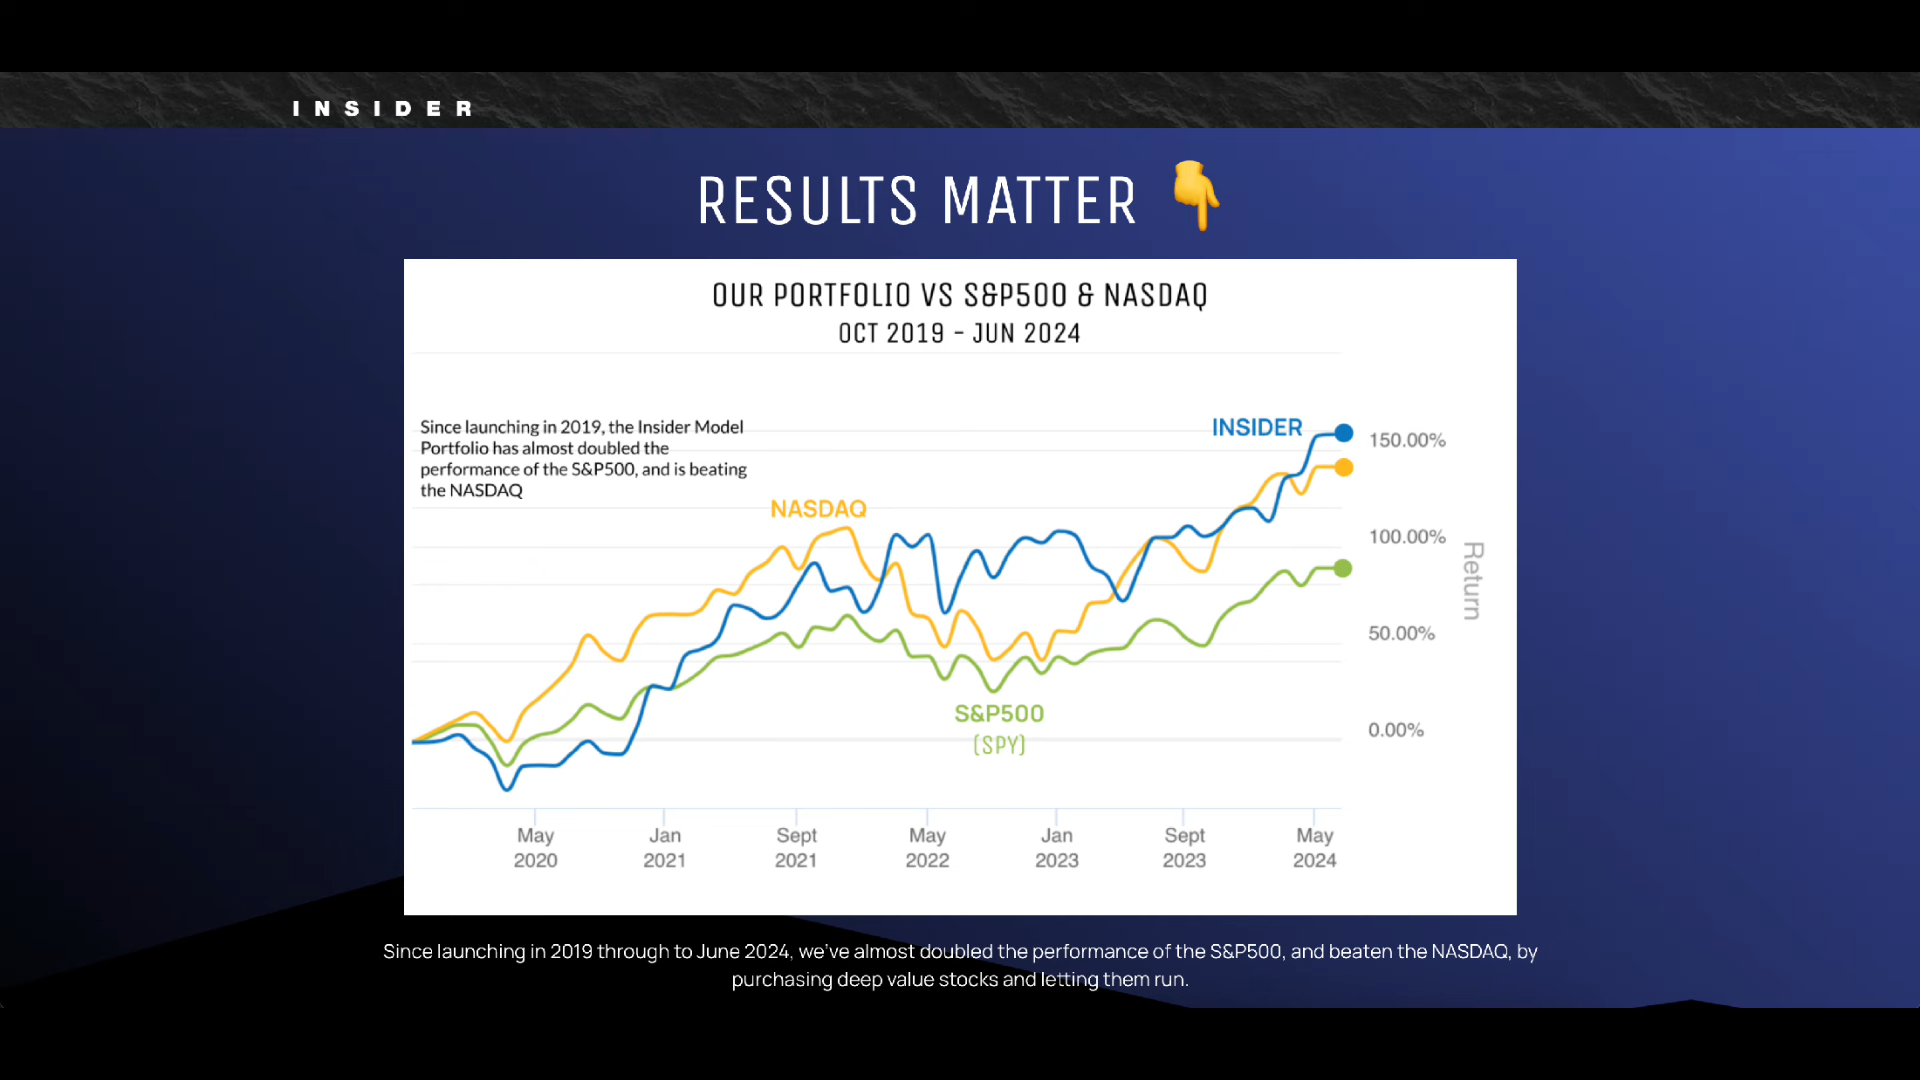 INSIDER
RESULTS MATTER 👇
OUR PORTFOLIO VS S&P500 & NASDAQ
OCT 2019 - JUN 2024
Since launching in 2019, the Insider Model
Portfolio has almost doubled the
performance of the S&P500, and is beating
the NASDAQ
INSIDER
150.00%
NASDAQ
100.00%
Return
50.00%
S&P500
(SPY)
0.00%
May
2020
Jan
2021
Sept
2021
May
2022
Jan
2023
Sept
2023
May
2024
Since launching in 2019 through to June 2024, we've almost doubled the performance of the S&P500, and beaten the NASDAQ, by
purchasing deep value stocks and letting them run.